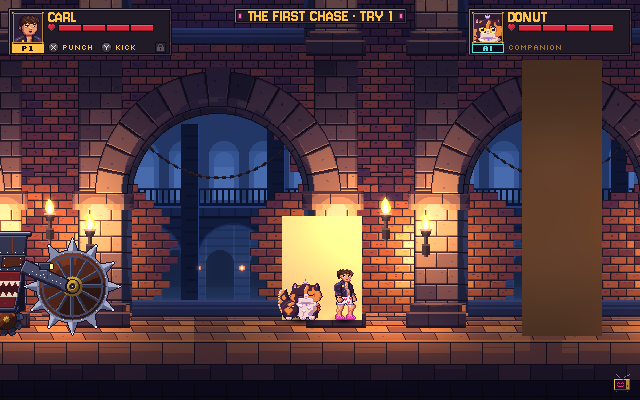 CARL
P1
X PUNCH Y KICK
THE FIRST CHASE · TRY 1
DONUT
AI
COMPANION